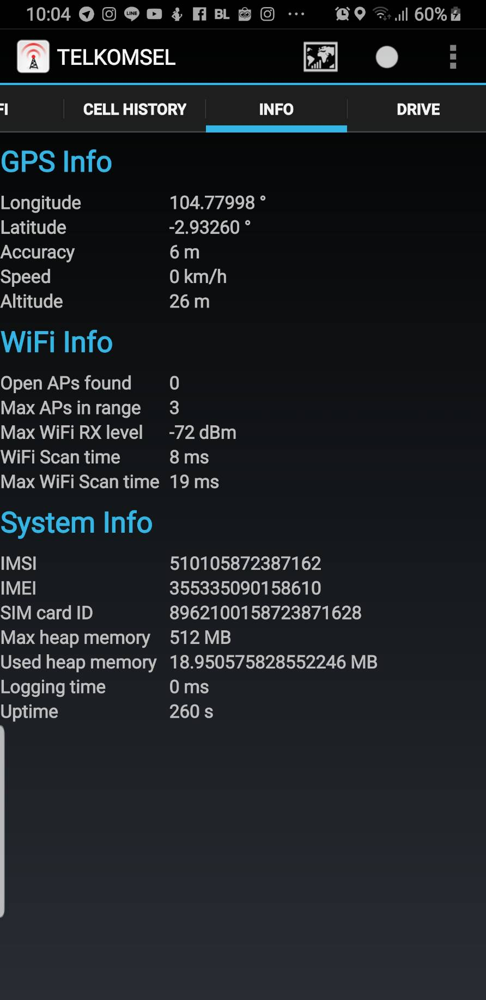 10:04 LINE BL ... 60%
TELKOMSEL
FI CELL HISTORY INFO DRIVE
GPS Info
Longitude 104.77998 °
Latitude -2.93260 °
Accuracy 6 m
Speed 0 km/h
Altitude 26 m
WiFi Info
Open APs found 0
Max APs in range 3
Max WiFi RX level -72 dBm
WiFi Scan time 8 ms
Max WiFi Scan time 19 ms
System Info
IMSI 510105872387162
IMEI 355335090158610
SIM card ID 8962100158723871628
Max heap memory 512 MB
Used heap memory 18.950575828552246 MB
Logging time 0 ms
Uptime 260 s